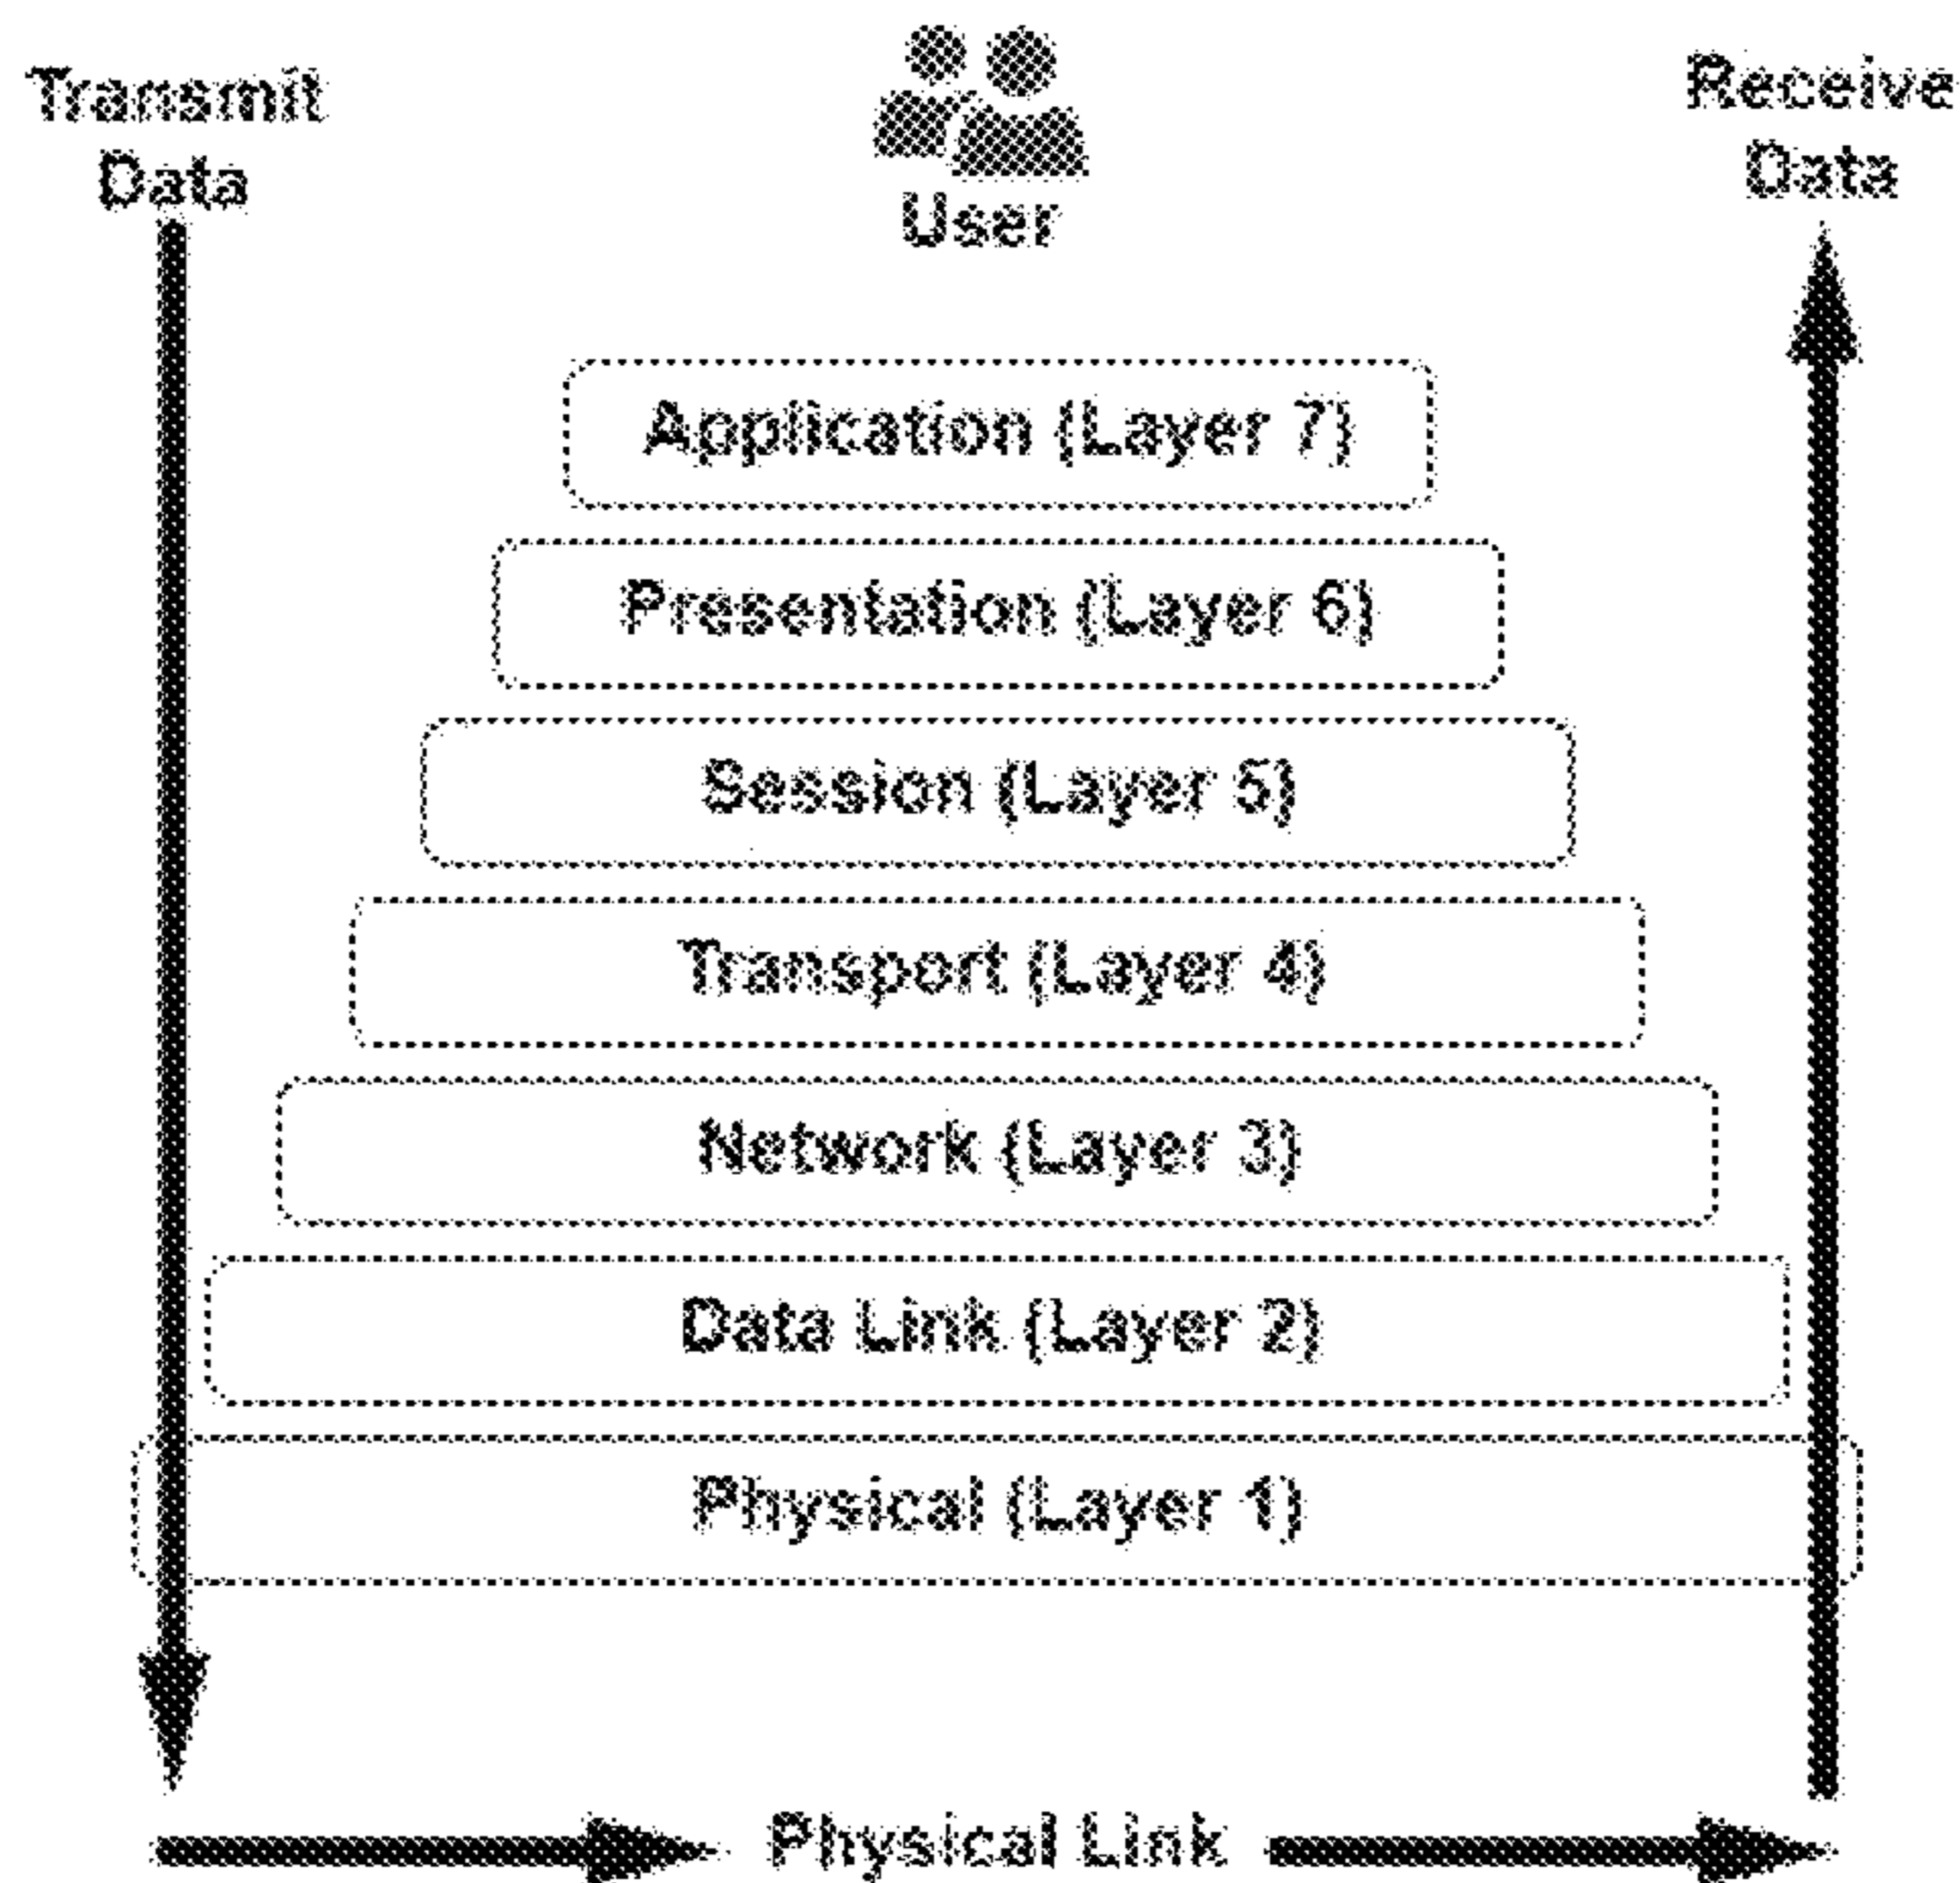 Transmit
Data
User
Receive
Data
Application (Layer 7)
Presentation (Layer 6)
Session (Layer 5)
Transport (Layer 4)
Network (Layer 3)
Data Link (Layer 2)
Physical (Layer 1)
Physical Link